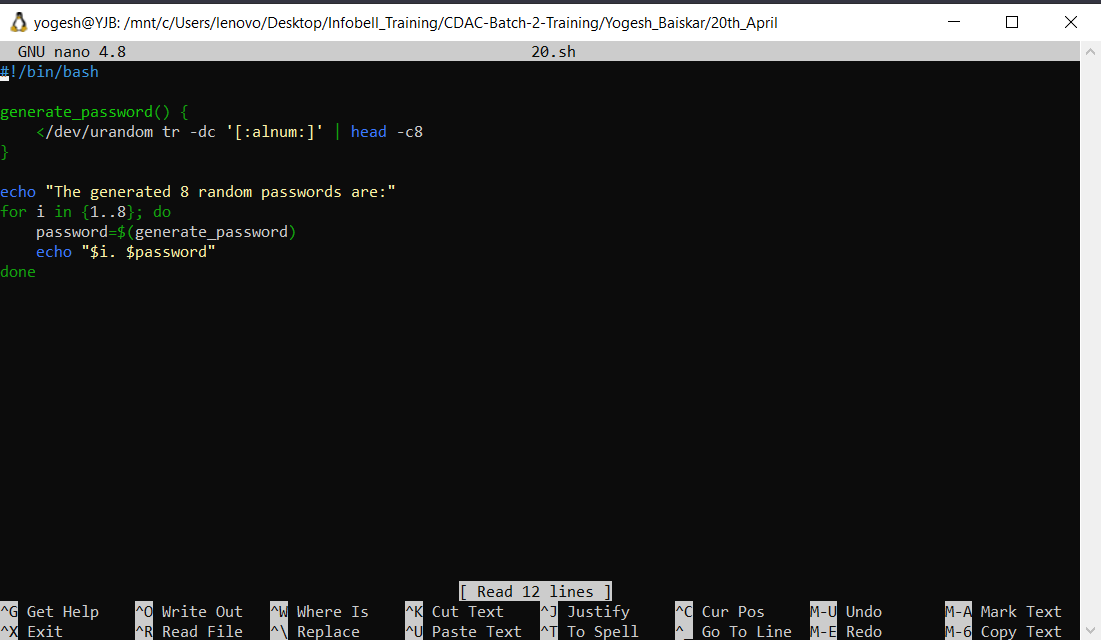 yogesh@YJB: /mnt/c/Users/lenovo/Desktop/Infobell_Training/CDAC-Batch-2-Training/Yogesh_Baiskar/20th_April
GNU nano 4.8 20.sh
#!/bin/bash
generate_password() {
    </dev/urandom tr -dc '[:alnum:]' | head -c8
}
echo "The generated 8 random passwords are:"
for i in {1..8}; do
    password=$(generate_password)
    echo "$i. $password"
done
[ Read 12 lines ]
^G Get Help ^O Write Out ^W Where Is ^K Cut Text ^J Justify ^C Cur Pos M-U Undo M-A Mark Text
^X Exit ^R Read File ^\ Replace ^U Paste Text ^T To Spell ^_ Go To Line M-E Redo M-6 Copy Text